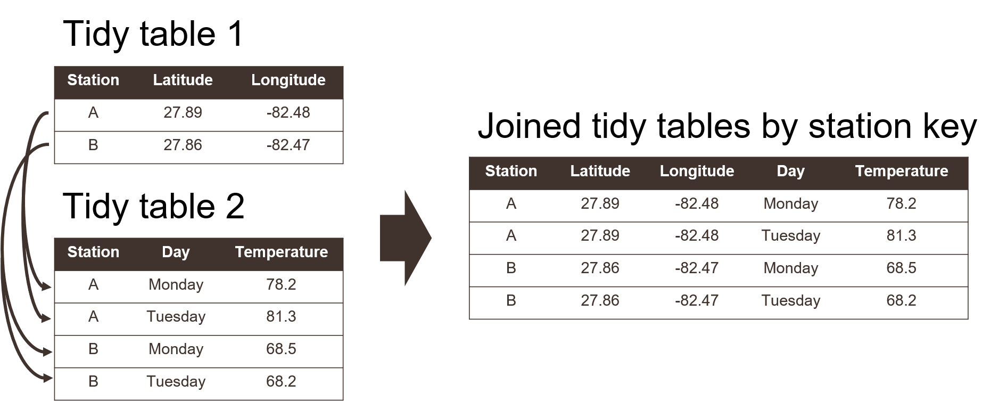 Tidy table 1
Station Latitude Longitude
A 27.89 -82.48
B 27.86 -82.47
Tidy table 2
Station Day Temperature
A Monday 78.2
A Tuesday 81.3
B Monday 68.5
B Tuesday 68.2
Joined tidy tables by station key
Station Latitude Longitude Day Temperature
A 27.89 -82.48 Monday 78.2
A 27.89 -82.48 Tuesday 81.3
B 27.86 -82.47 Monday 68.5
B 27.86 -82.47 Tuesday 68.2